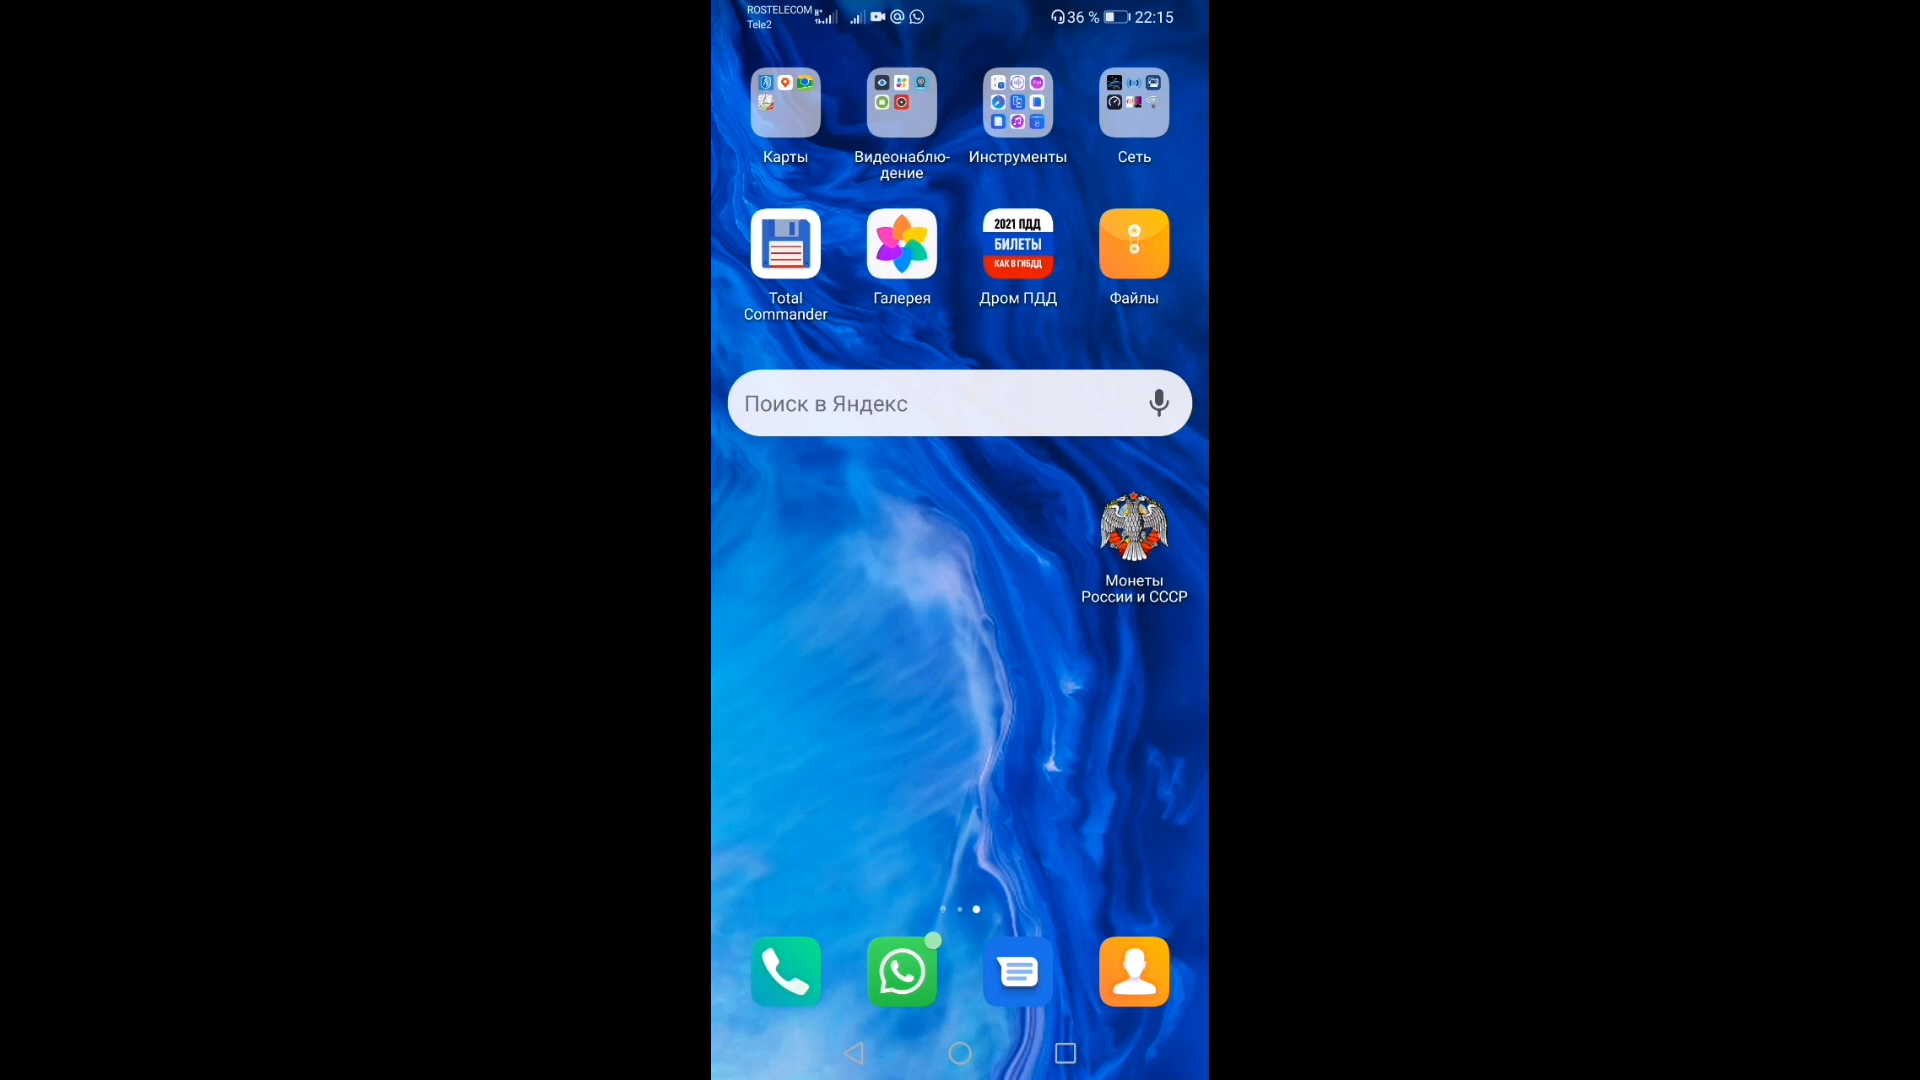 ROSTELECOM
Tele2
36 %
22:15
Карты
Видеонаблю-
дение
Инструменты
Сеть
2021 ПДД
БИЛЕТЫ
КАК В ГИБДД
Total
Commander
Галерея
Дром ПДД
Файлы
Поиск в Яндекс
Монеты
России и СССР